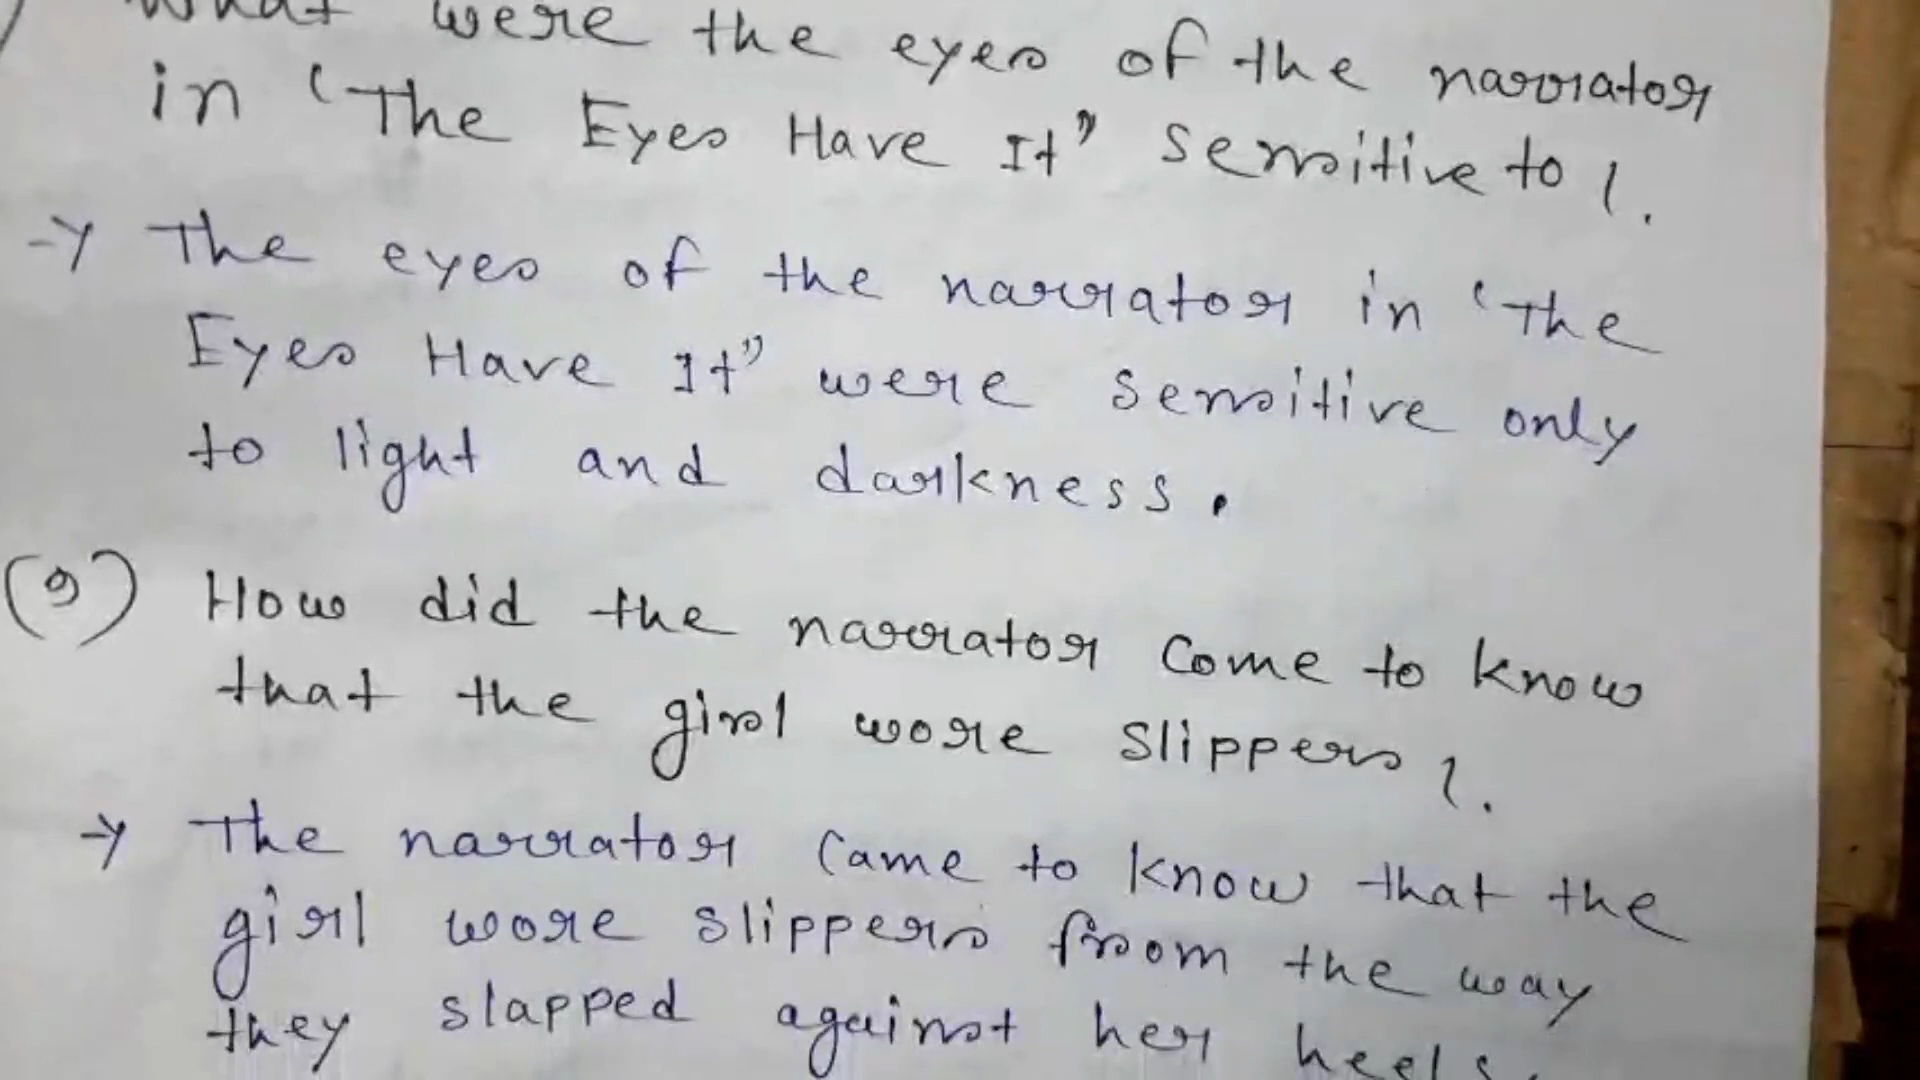 What were the eyes of the narrator
in 'The Eyes Have It" sensitive to ?
→ The eyes of the narrator in 'The
Eyes Have It" were sensitive only
to light and darkness.
(9) How did the narrator come to know
that the girl wore slippers ?
→ The narrator came to know that the
girl wore slippers from the way
they slapped against her heels.